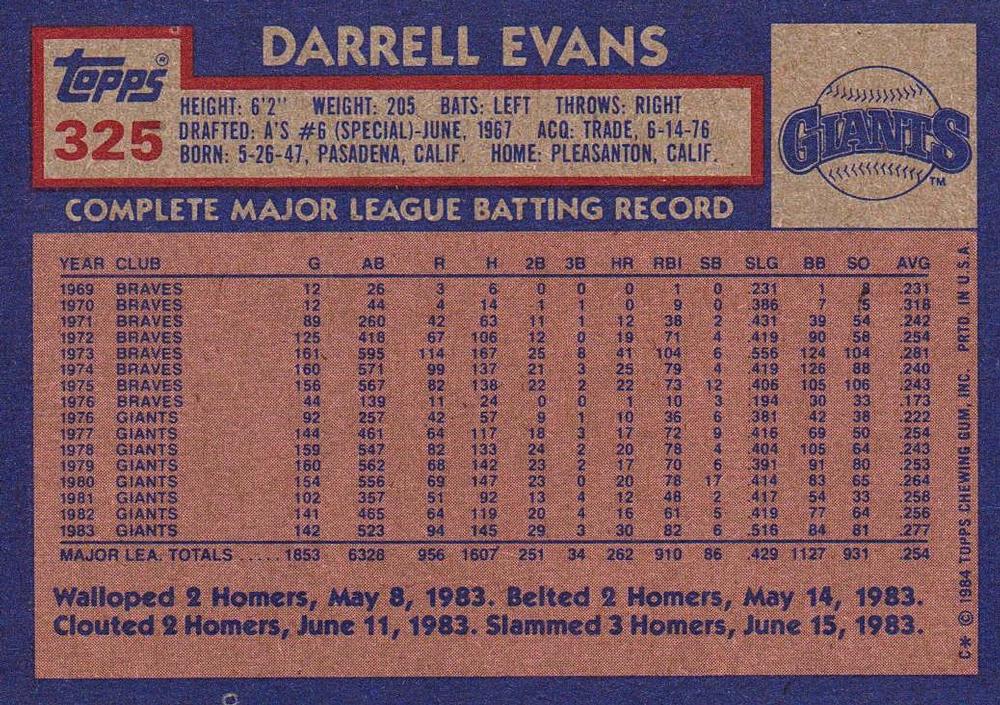 DARRELL EVANS
Topps®
325
HEIGHT: 6'2" WEIGHT: 205 BATS: LEFT THROWS: RIGHT
DRAFTED: A'S #6 (SPECIAL)-JUNE, 1967 ACQ: TRADE, 6-14-76
BORN: 5-26-47, PASADENA, CALIF. HOME: PLEASANTON, CALIF.
GIANTS
TM
COMPLETE MAJOR LEAGUE BATTING RECORD
YEAR CLUB G AB R H 2B 3B HR RBI SB SLG BB SO AVG
1969 BRAVES 12 26 3 6 0 0 0 1 0 .231 1 .231
1970 BRAVES 12 44 4 14 1 1 0 9 0 .386 7 5 .318
1971 BRAVES 89 260 42 63 11 1 12 38 2 .431 39 54 .242
1972 BRAVES 125 418 67 106 12 0 19 71 4 .419 90 58 .254
1973 BRAVES 161 595 114 167 25 8 41 104 6 .556 124 104 .281
1974 BRAVES 160 571 99 137 21 3 25 79 4 .419 126 88 .240
1975 BRAVES 156 567 82 138 22 2 22 73 12 .406 105 106 .243
1976 BRAVES 44 139 11 24 0 0 1 10 3 .194 30 33 .173
1976 GIANTS 92 257 42 57 9 1 10 36 6 .381 42 38 .222
1977 GIANTS 144 461 64 117 18 3 17 72 9 .416 69 50 .254
1978 GIANTS 159 547 82 133 24 2 20 78 4 .404 105 64 .243
1979 GIANTS 160 562 68 142 23 2 17 70 6 .391 91 80 .253
1980 GIANTS 154 556 69 147 23 0 20 78 17 .414 83 65 .264
1981 GIANTS 102 357 51 92 13 4 12 48 2 .417 54 33 .258
1982 GIANTS 141 465 64 119 20 4 16 61 5 .419 77 64 .256
1983 GIANTS 142 523 94 145 29 3 30 82 6 .516 84 81 .277
MAJOR LEA. TOTALS ..... 1853 6328 956 1607 251 34 262 910 86 .429 1127 931 .254
Walloped 2 Homers, May 8, 1983. Belted 2 Homers, May 14, 1983.
Clouted 2 Homers, June 11, 1983. Slammed 3 Homers, June 15, 1983.
C* © 1984 TOPPS CHEWING GUM, INC. PRTD. IN U.S.A.